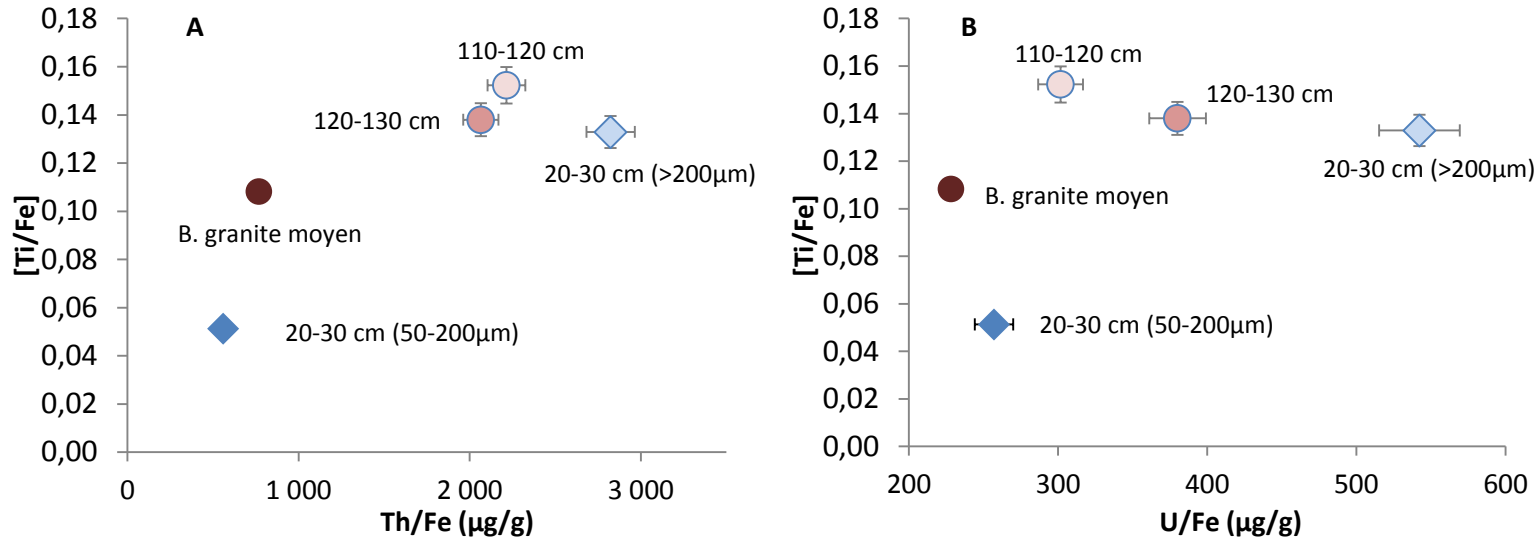 A
[Ti/Fe]
0,18
0,16
0,14
0,12
0,10
0,08
0,06
0,04
0,02
0,00
110-120 cm
120-130 cm
20-30 cm (>200µm)
B. granite moyen
20-30 cm (50-200µm)
0
1 000
2 000
3 000
Th/Fe (µg/g)
B
[Ti/Fe]
0,18
0,16
0,14
0,12
0,10
0,08
0,06
0,04
0,02
0,00
110-120 cm
120-130 cm
20-30 cm (>200µm)
B. granite moyen
20-30 cm (50-200µm)
200
300
400
500
600
U/Fe (µg/g)